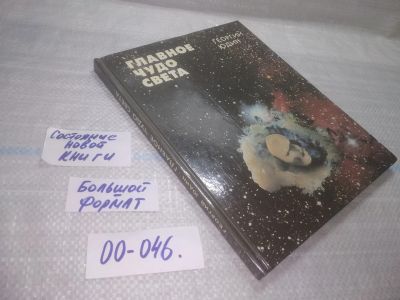 ГЕОРГИЙ
ЮДИН
ГЛАВНОЕ
ЧУДО
СВЕТА
Состояние
новой
книги
Большой
формат
00-046.